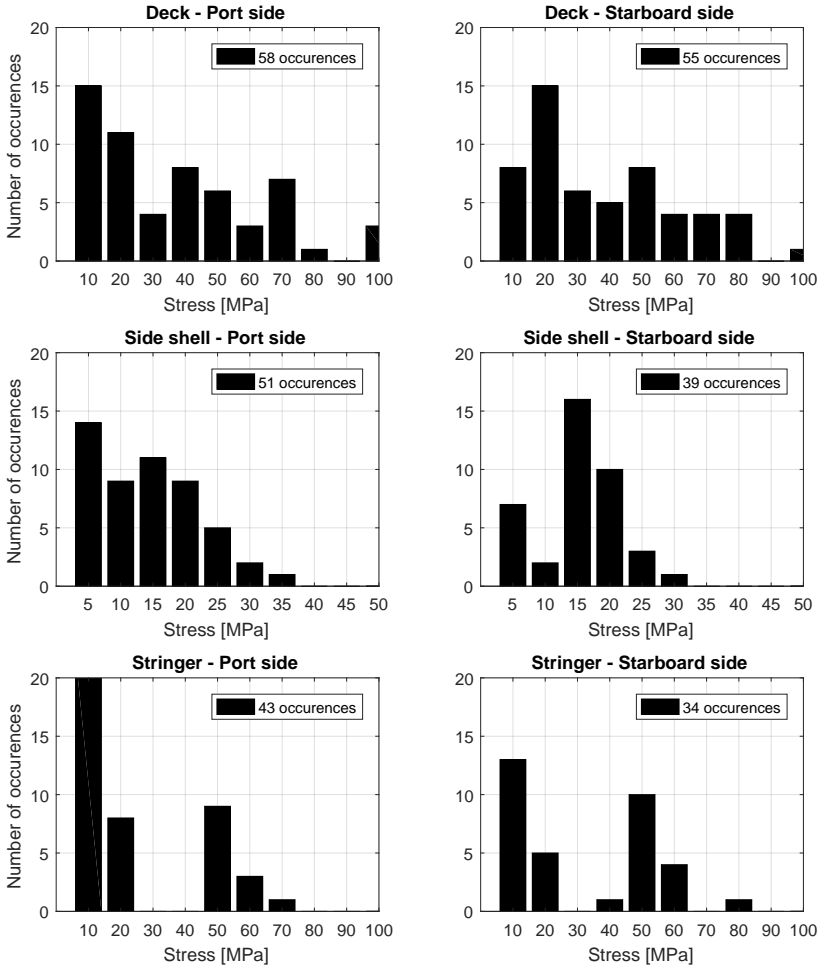 Deck - Port side
58 occurences
Number of occurences
20
15
10
5
0
10 20 30 40 50 60 70 80 90 100
Stress [MPa]
Deck - Starboard side
55 occurences
20
15
10
5
0
10 20 30 40 50 60 70 80 90 100
Stress [MPa]
Side shell - Port side
51 occurences
Number of occurences
20
15
10
5
0
5 10 15 20 25 30 35 40 45 50
Stress [MPa]
Side shell - Starboard side
39 occurences
20
15
10
5
0
5 10 15 20 25 30 35 40 45 50
Stress [MPa]
Stringer - Port side
43 occurences
Number of occurences
20
15
10
5
0
10 20 30 40 50 60 70 80 90 100
Stress [MPa]
Stringer - Starboard side
34 occurences
20
15
10
5
0
10 20 30 40 50 60 70 80 90 100
Stress [MPa]